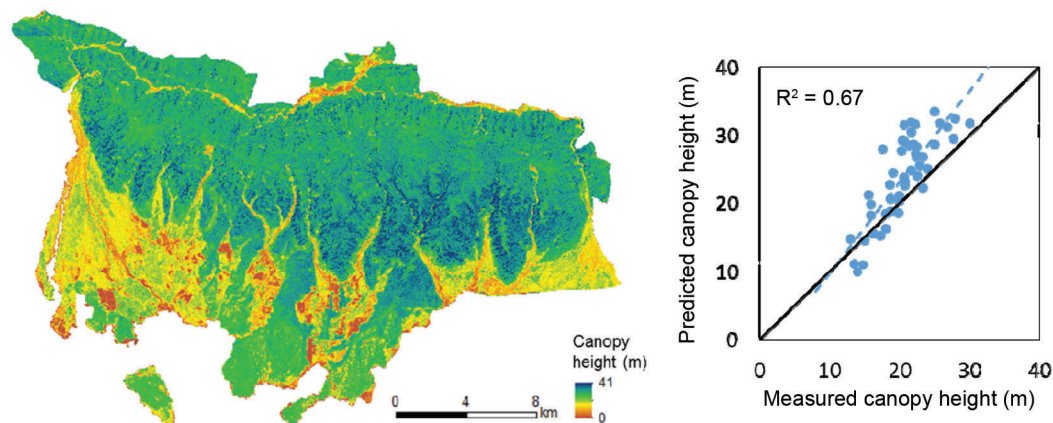 Canopy
height (m)
41
0
0 4 8
km
R² = 0.67
Predicted canopy height (m)
40
30
20
10
0
0 10 20 30 40
Measured canopy height (m)